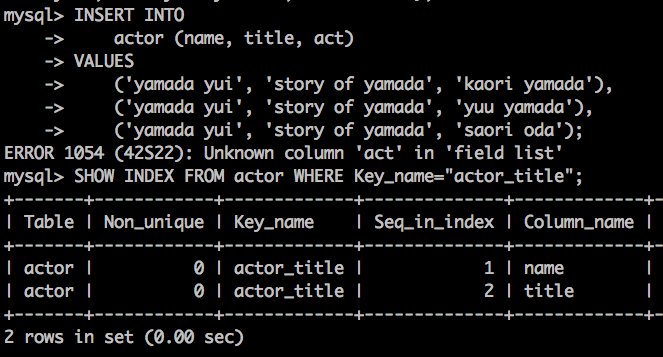 mysql> INSERT INTO
    ->     actor (name, title, act)
    -> VALUES
    ->     ('yamada yui', 'story of yamada', 'kaori yamada'),
    ->     ('yamada yui', 'story of yamada', 'yuu yamada'),
    ->     ('yamada yui', 'story of yamada', 'saori oda');
ERROR 1054 (42S22): Unknown column 'act' in 'field list'
mysql> SHOW INDEX FROM actor WHERE Key_name="actor_title";
+-------+------------+-------------+--------------+-------------+-
| Table | Non_unique | Key_name    | Seq_in_index | Column_name |
+-------+------------+-------------+--------------+-------------+-
| actor |          0 | actor_title |            1 | name        |
| actor |          0 | actor_title |            2 | title       |
+-------+------------+-------------+--------------+-------------+-
2 rows in set (0.00 sec)